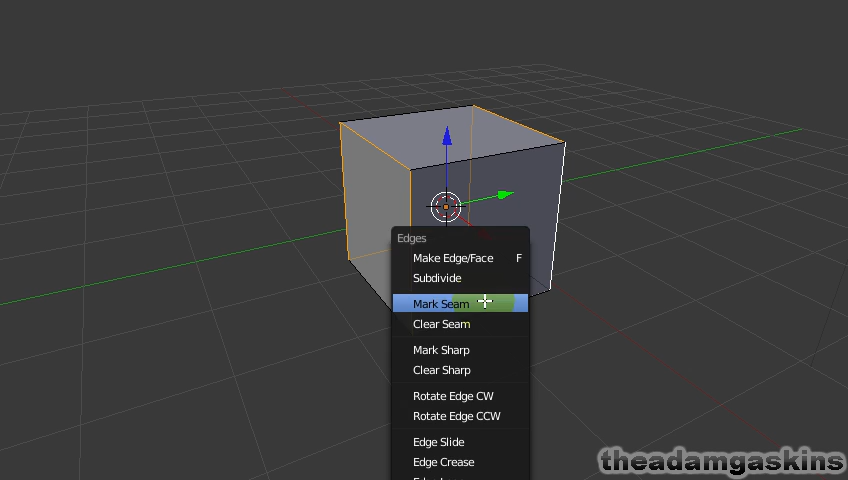 Edges
Make Edge/Face F
Subdivide
Mark Seam
Clear Seam
Mark Sharp
Clear Sharp
Rotate Edge CW
Rotate Edge CCW
Edge Slide
Edge Crease
theadamgaskins